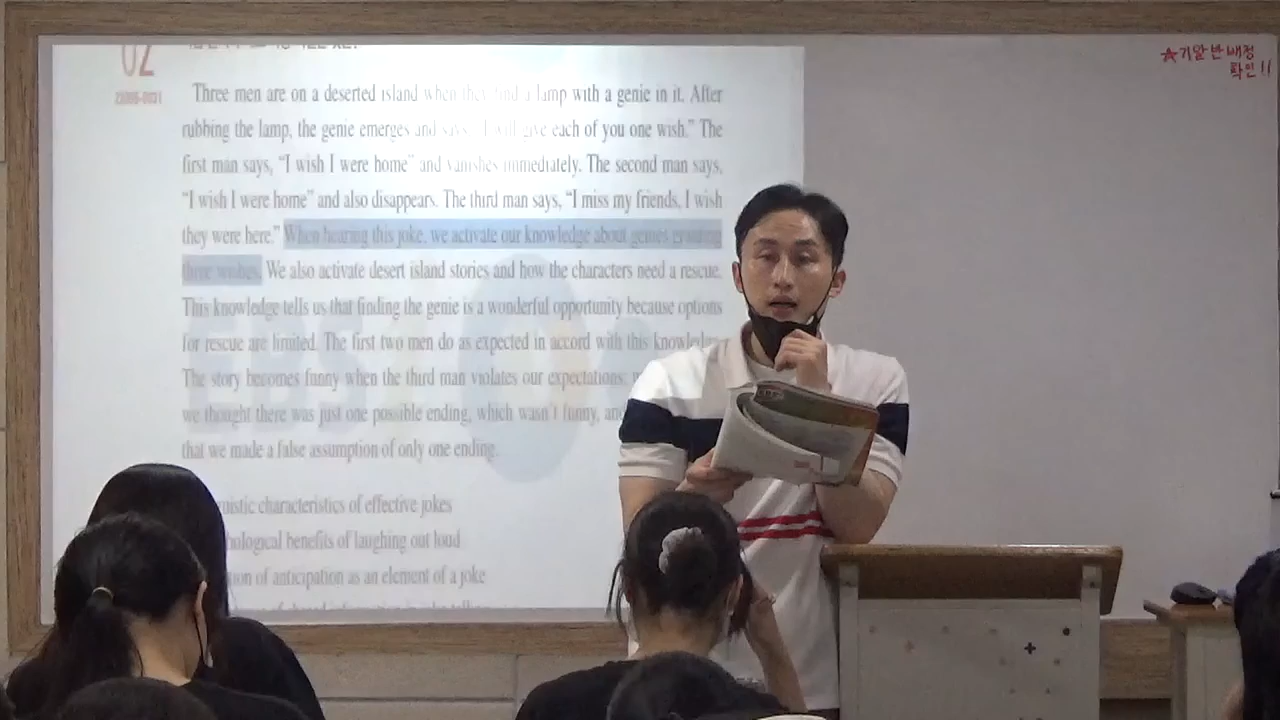 02
Three men are on a deserted island when they find a lamp with a genie in it. After
rubbing the lamp, the genie emerges and says, "I will give each of you one wish." The
first man says, "I wish I were home" and vanishes immediately. The second man says,
"I wish I were home" and also disappears. The third man says, "I miss my friends, I wish
they were here." When hearing this joke, we activate our knowledge about genies granting
three wishes. We also activate desert island stories and how the characters need a rescue.
This knowledge tells us that finding the genie is a wonderful opportunity because options
for rescue are limited. The first two men do as expected in accord with this knowledge.
The story becomes funny when the third man violates our expectations;
we thought there was just one possible ending, which wasn't funny, and
that we made a false assumption of only one ending.
characteristics of effective jokes
benefits of laughing out loud
of anticipation as an element of a joke
EBS
★기말 반 배정
확인!!